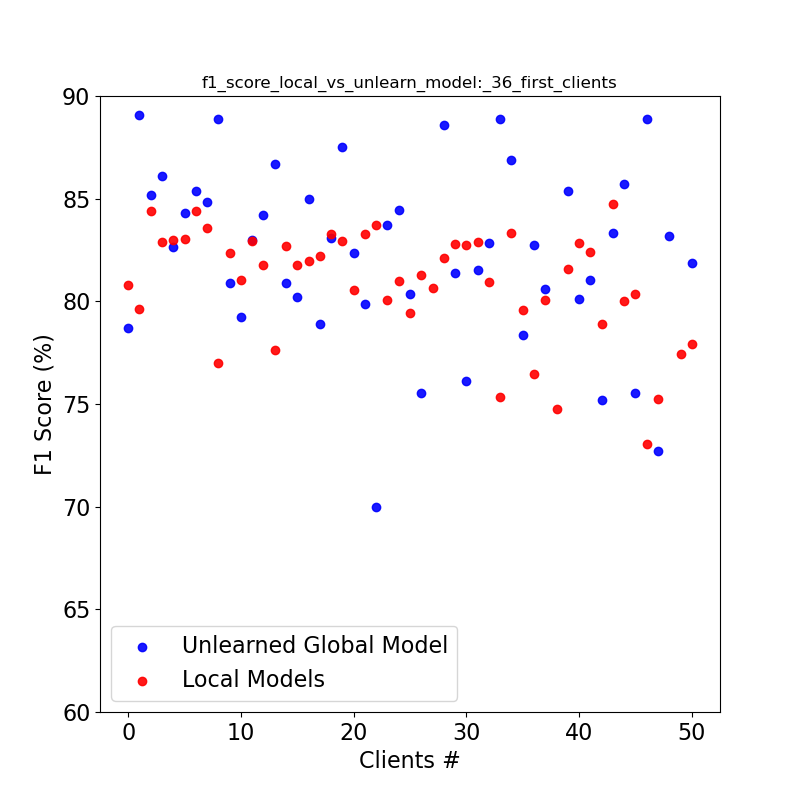 f1_score_local_vs_unlearn_model:_36_first_clients
90
85
80
75
70
65
60
F1 Score (%)
Unlearned Global Model
Local Models
0 10 20 30 40 50
Clients #